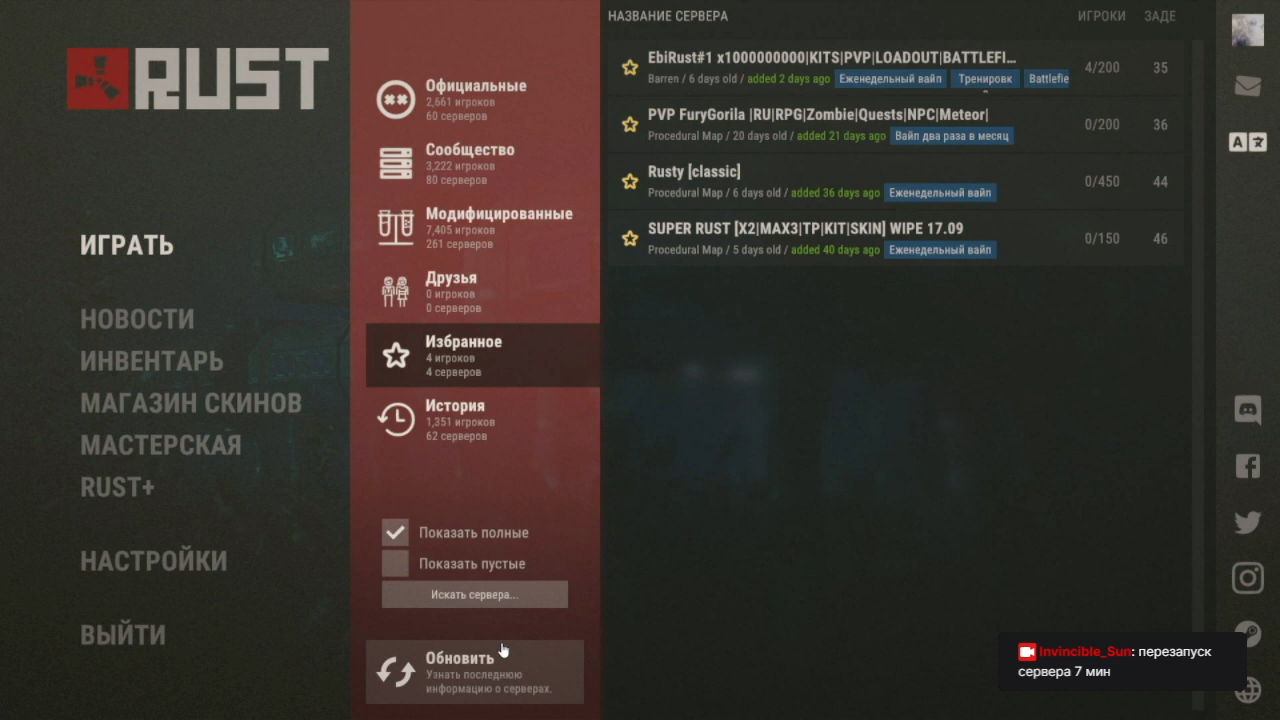 RUST
ИГРАТЬ
НОВОСТИ
ИНВЕНТАРЬ
МАГАЗИН СКИНОВ
МАСТЕРСКАЯ
RUST+
НАСТРОЙКИ
ВЫЙТИ
Официальные
2,661 игроков
60 серверов
Сообщество
3,222 игроков
80 серверов
Модифицированные
7,405 игроков
261 серверов
Друзья
0 игроков
0 серверов
Избранное
4 игроков
4 серверов
История
1,351 игроков
62 серверов
Показать полные
Показать пустые
Искать сервера...
Обновить
Узнать последнюю
информацию о серверах.
НАЗВАНИЕ СЕРВЕРА ИГРОКИ ЗАДЕ
EbiRust#1 x1000000000|KITS|PVP|LOADOUT|BATTLEFI... 4/200 35
Barren / 6 days old / added 2 days ago Еженедельный вайп Тренировк Battlefie
PVP FuryGorila |RU|RPG|Zombie|Quests|NPC|Meteor| 0/200 36
Procedural Map / 20 days old / added 21 days ago Вайп два раза в месяц
Rusty [classic] 0/450 44
Procedural Map / 6 days old / added 36 days ago Еженедельный вайп
SUPER RUST [X2|MAX3|TP|KIT|SKIN] WIPE 17.09 0/150 46
Procedural Map / 5 days old / added 40 days ago Еженедельный вайп
A
Invincible_Sun: перезапуск
сервера 7 мин